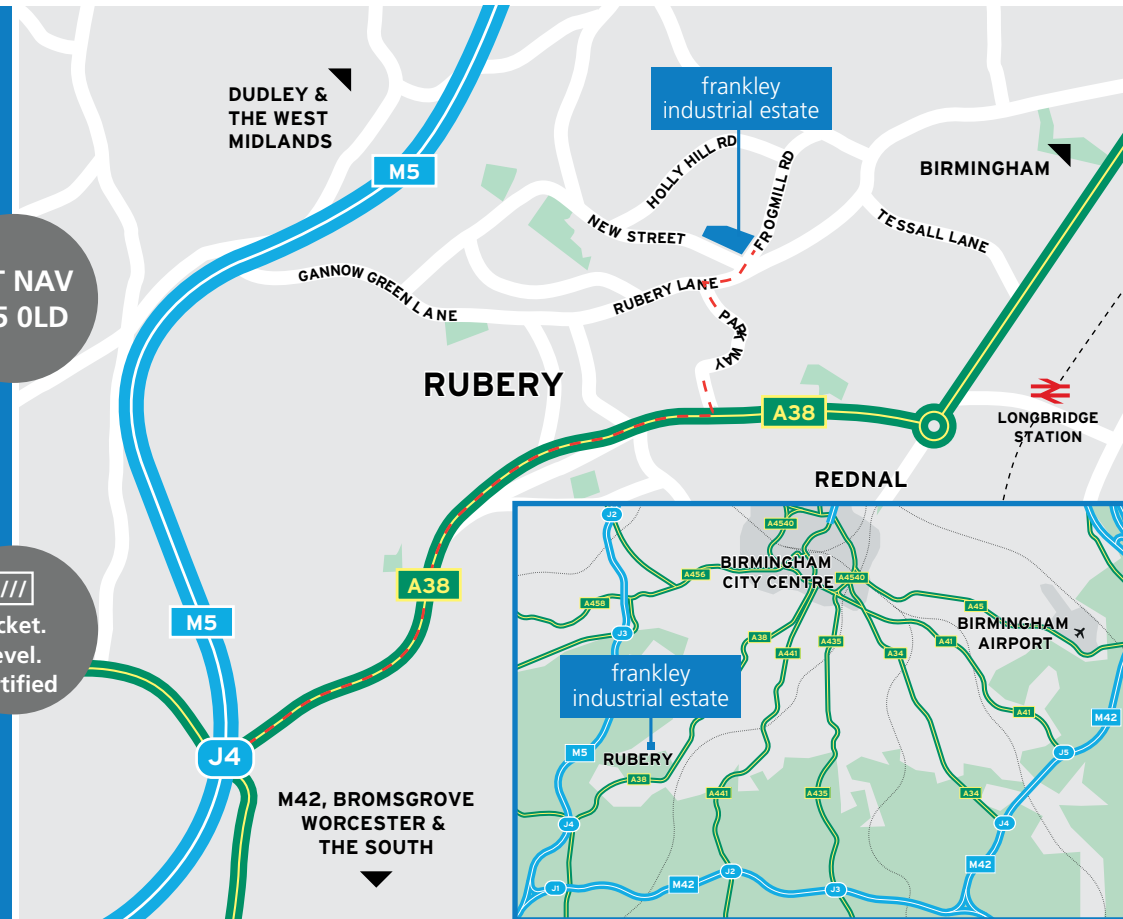 DUDLEY &
THE WEST
MIDLANDS
M5
frankley
industrial estate
HOLLY HILL RD
FROGMILL RD
BIRMINGHAM
NEW STREET
TESSALL LANE
NAV
0LD
GANNOW GREEN LANE
RUBERY LANE
PARK WAY
RUBERY
A38
LONGBRIDGE
STATION
REDNAL
A38
M5
J4
M42, BROMSGROVE
WORCESTER &
THE SOUTH
J2
A4540
BIRMINGHAM
CITY CENTRE
A456
A4540
A458
A45
J3
A38
A435
A41
BIRMINGHAM
AIRPORT
A441
A34
frankley
industrial estate
A41
M42
M5
RUBERY
J5
A38
A441
A435
A34
J4
J4
M42
J2
J1
M42
J3